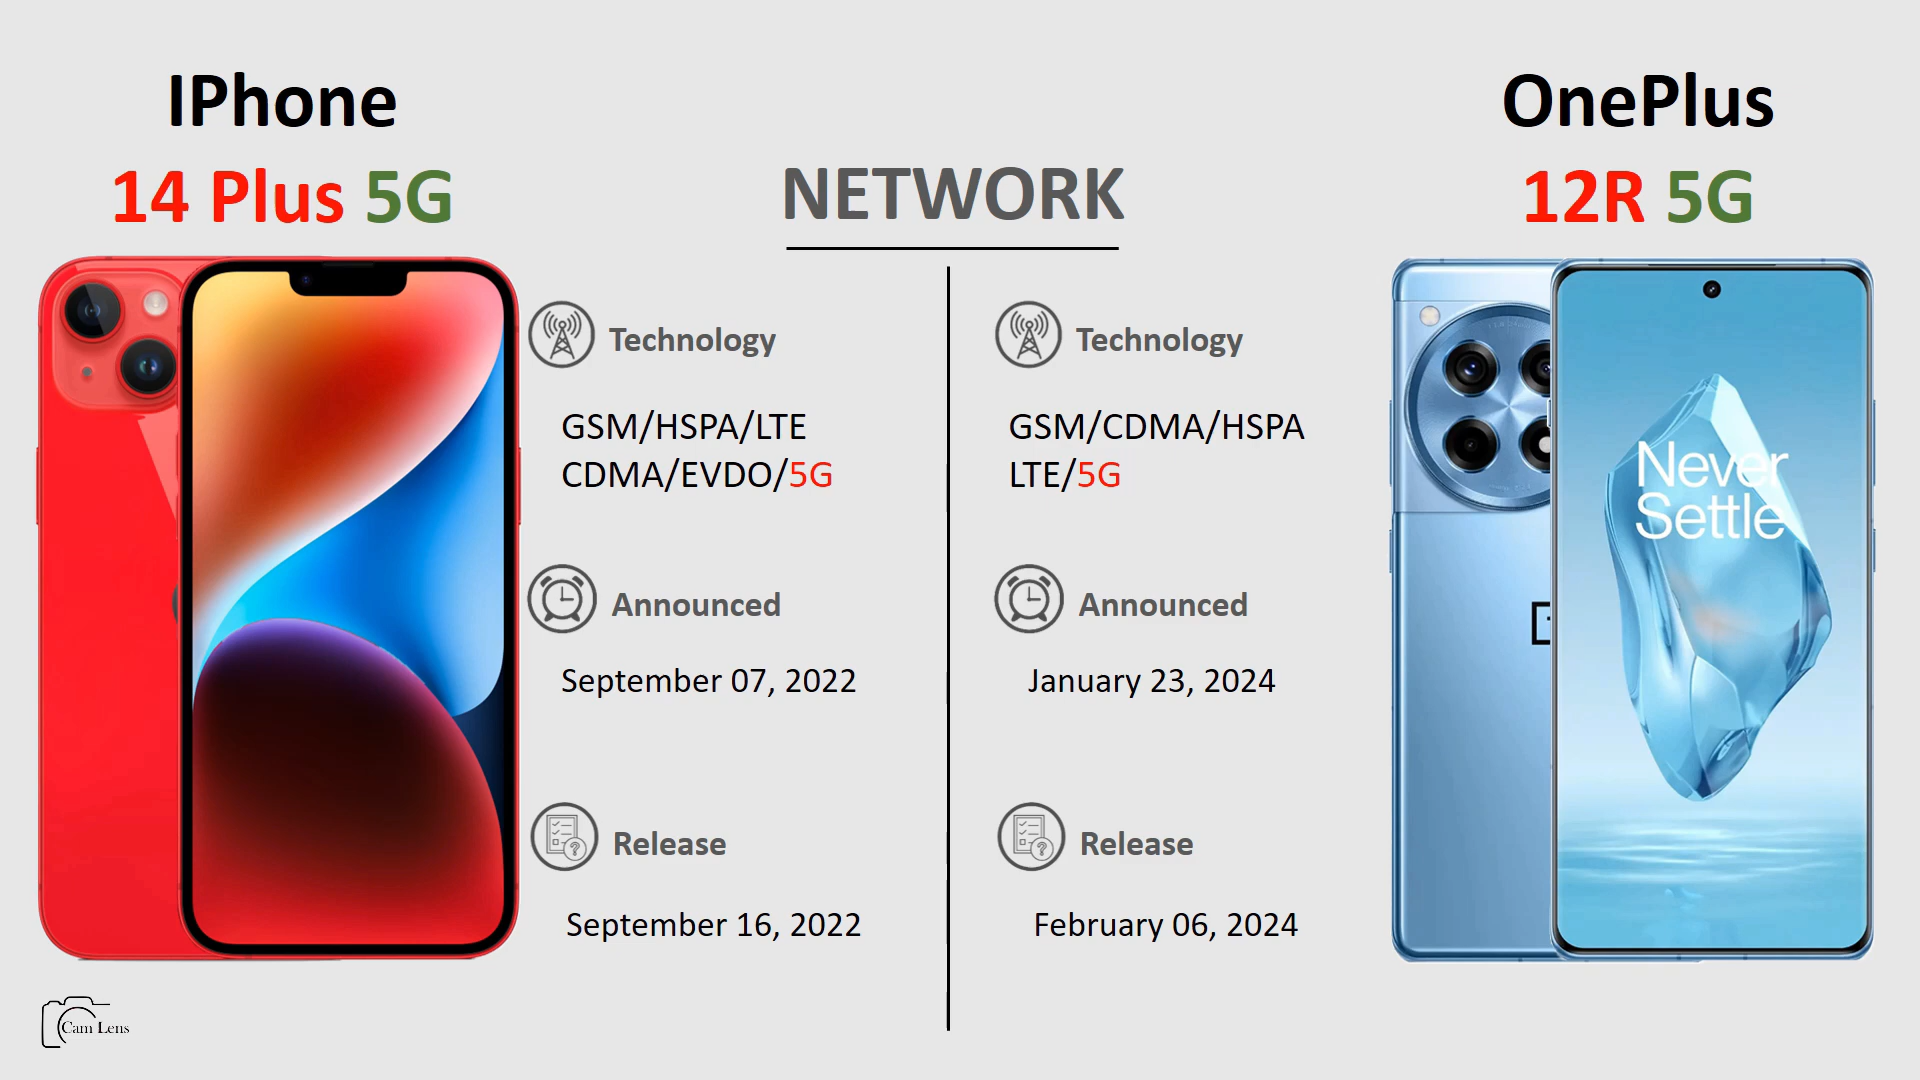 IPhone
14 Plus 5G
NETWORK
OnePlus
12R 5G
Technology
GSM/HSPA/LTE
CDMA/EVDO/5G
Announced
September 07, 2022
Release
September 16, 2022
Technology
GSM/CDMA/HSPA
LTE/5G
Announced
January 23, 2024
Release
February 06, 2024
Never
Settle
Cam Lens